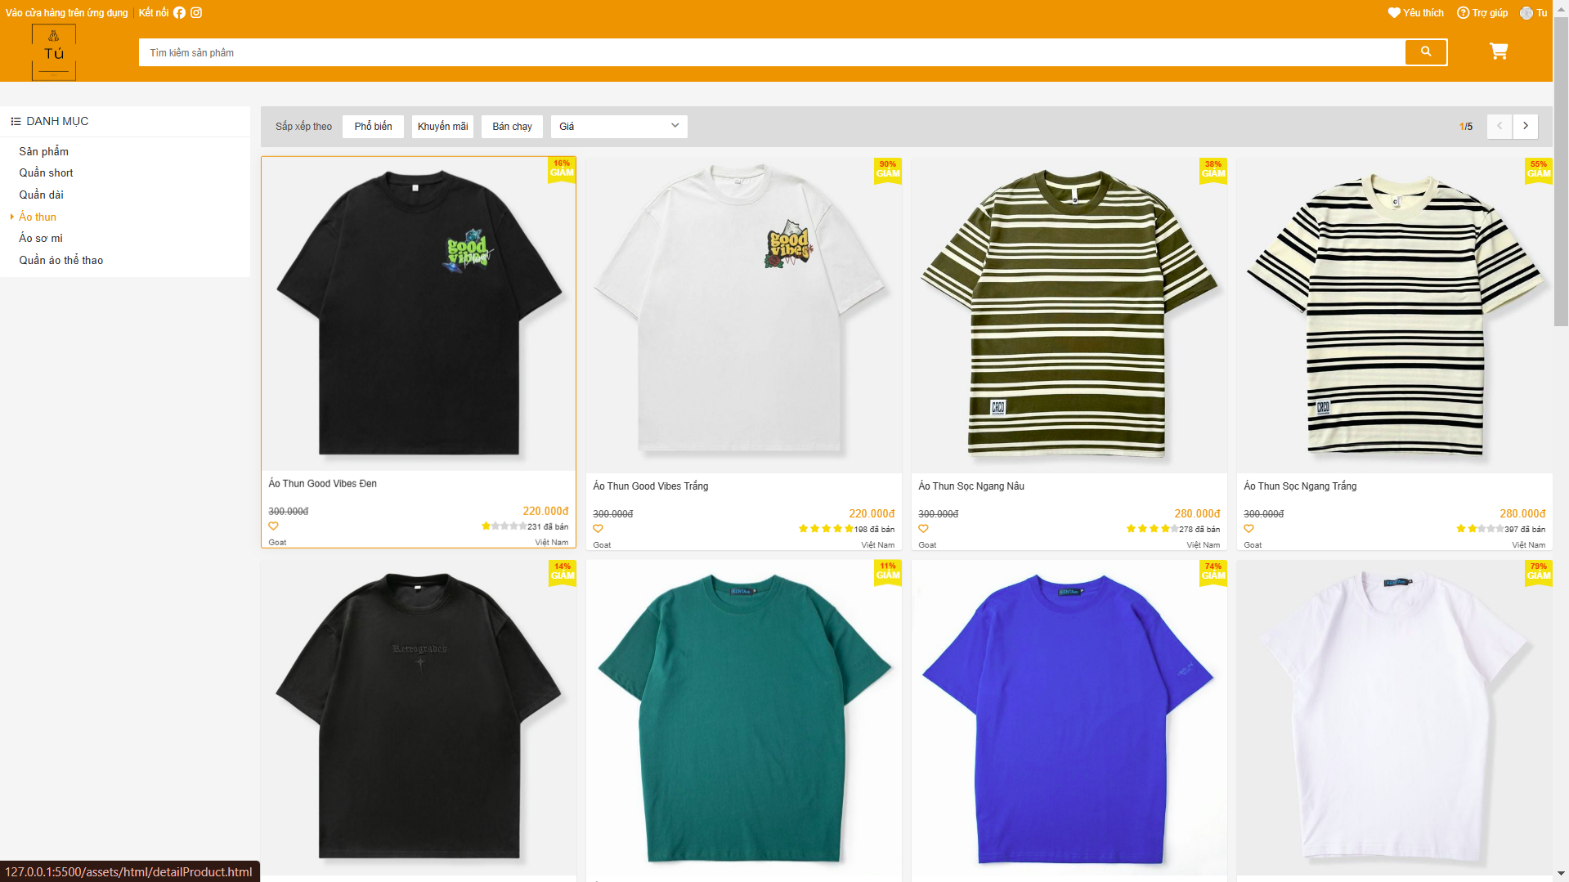 Vào cửa hàng trên ứng dụng Kết nối
Yêu thích Trợ giúp Tu
Tú
Tìm kiếm sản phẩm
DANH MỤC
Sản phẩm
Quần short
Quần dài
Áo thun
Áo sơ mi
Quần áo thể thao
Sắp xếp theo Phổ biến Khuyến mãi Bán chạy Giá 1/5
16%
GIẢM
good
vibes
Áo Thun Good Vibes Đen
300.000đ 220.000đ
231 đã bán
Goat Việt Nam
90%
GIẢM
good
vibes
Áo Thun Good Vibes Trắng
300.000đ 220.000đ
198 đã bán
Goat Việt Nam
38%
GIẢM
Áo Thun Sọc Ngang Nâu
300.000đ 280.000đ
278 đã bán
Goat Việt Nam
55%
GIẢM
Áo Thun Sọc Ngang Trắng
300.000đ 280.000đ
397 đã bán
Goat Việt Nam
14%
GIẢM
11%
GIẢM
74%
GIẢM
79%
GIẢM
127.0.0.1:5500/assets/html/detailProduct.html